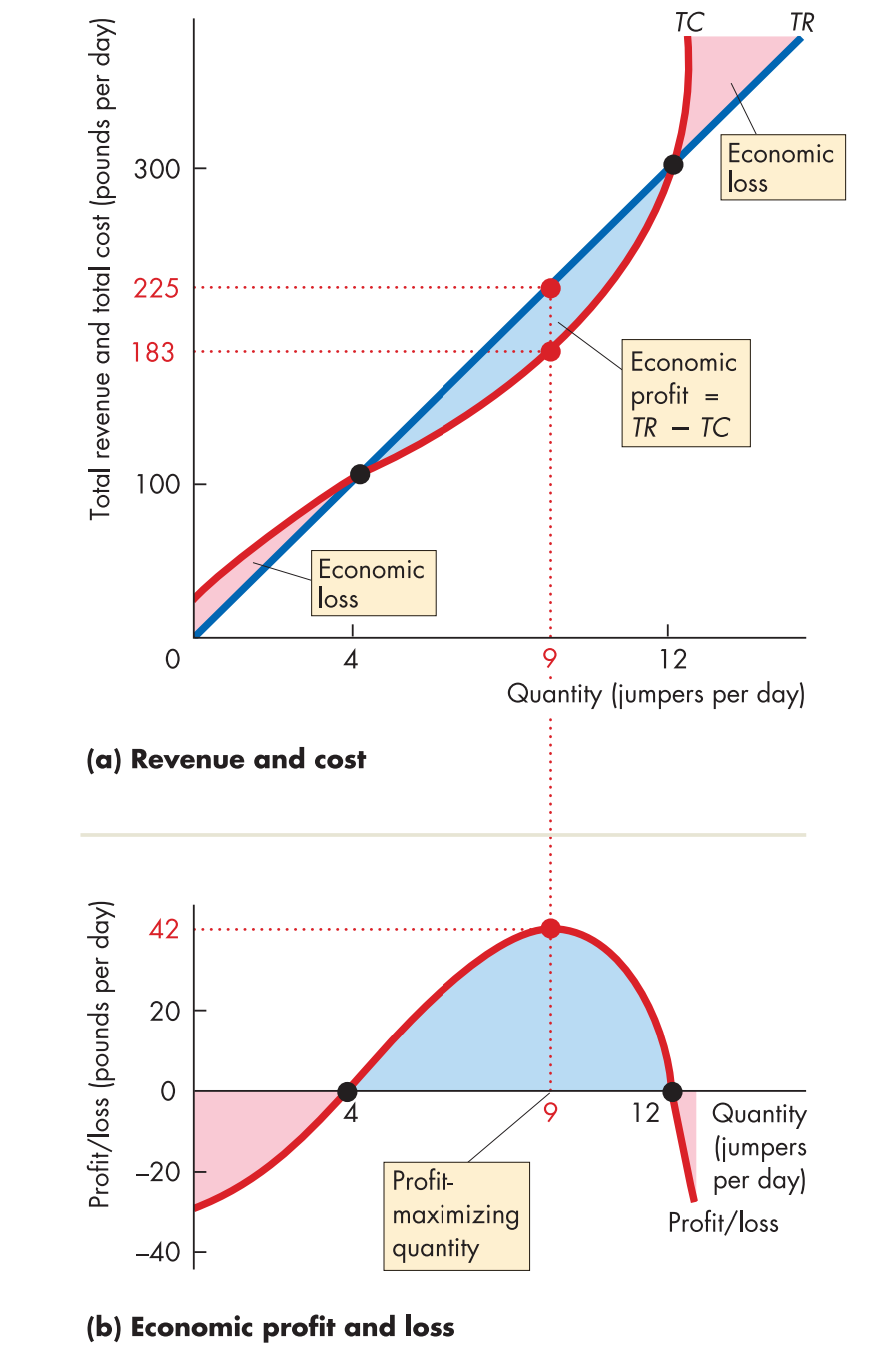 Total revenue and total cost (pounds per day)
TC
TR
300
225
183
100
0
4
9
12
Economic
loss
Economic
profit =
TR − TC
Economic
loss
Quantity (jumpers per day)
(a) Revenue and cost
Profit/loss (pounds per day)
42
20
0
−20
−40
4
9
12
Quantity
(jumpers
per day)
Profit-
maximizing
quantity
Profit/loss
(b) Economic profit and loss